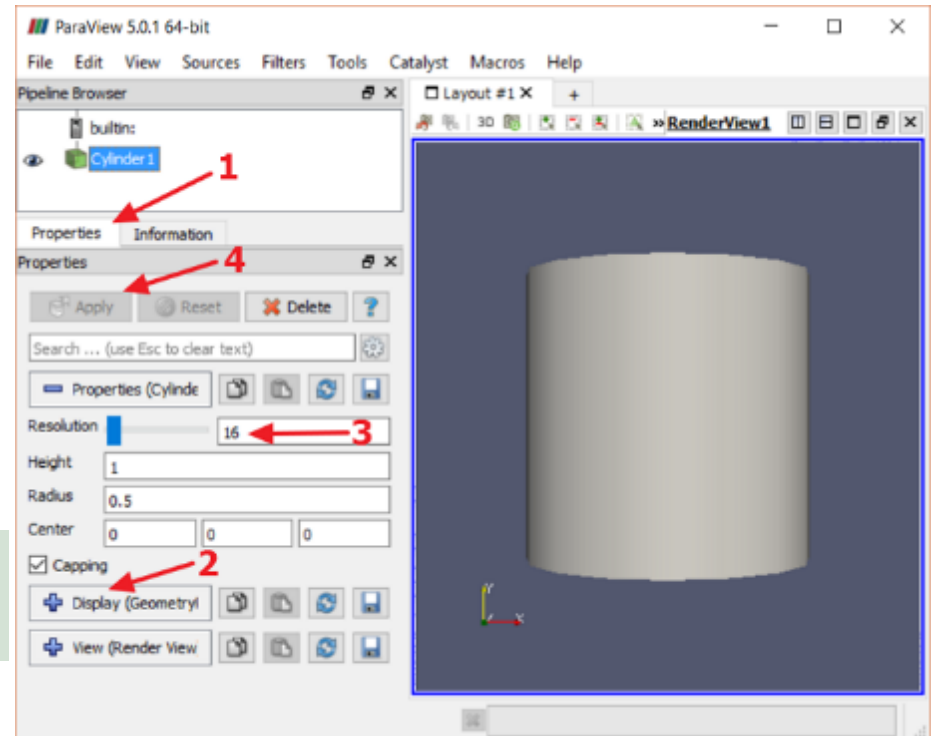 ParaView 5.0.1 64-bit
File Edit View Sources Filters Tools Catalyst Macros Help
Pipeline Browser
Layout #1
builtin:
3D
RenderView1
Cylinder1
1
Properties Information
Properties
4
Apply Reset Delete ?
Search ... (use Esc to clear text)
Properties (Cylinde
Resolution 16
3
Height 1
Radius 0.5
Center 0 0 0
Capping
2
Display (Geometry
View (Render View
Y
X